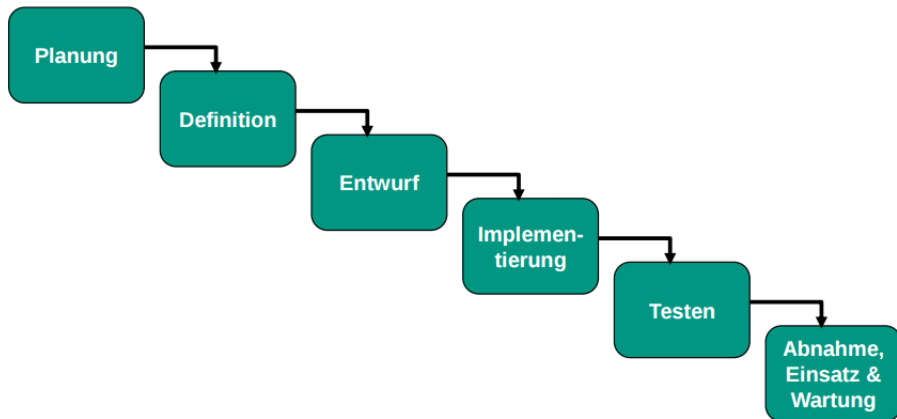 Planung
Definition
Entwurf
Implemen-
tierung
Testen
Abnahme,
Einsatz &
Wartung